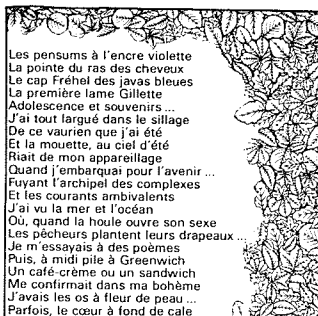 Les pensums à l'encre violette
La pointe du ras des cheveux
Le cap Fréhel des javas bleues
La première lame Gillette
Adolescence et souvenirs ...
J'ai tout largué dans le sillage
De ce vaurien que j'ai été
Et la mouette, au ciel d'été
Riait de mon appareillage
Quand j'embarquai pour l'avenir ...
Fuyant l'archipel des complexes
Et les courants ambivalents
J'ai vu la mer et l'océan
Où, quand la houle ouvre son sexe
Les pêcheurs plantent leurs drapeaux ...
Je m'essayais à des poèmes
Puis, à midi pile à Greenwich
Un café-crème ou un sandwich
Me confirmait dans ma bohème
J'avais les os à fleur de peau ...
Parfois, le cœur à fond de cale